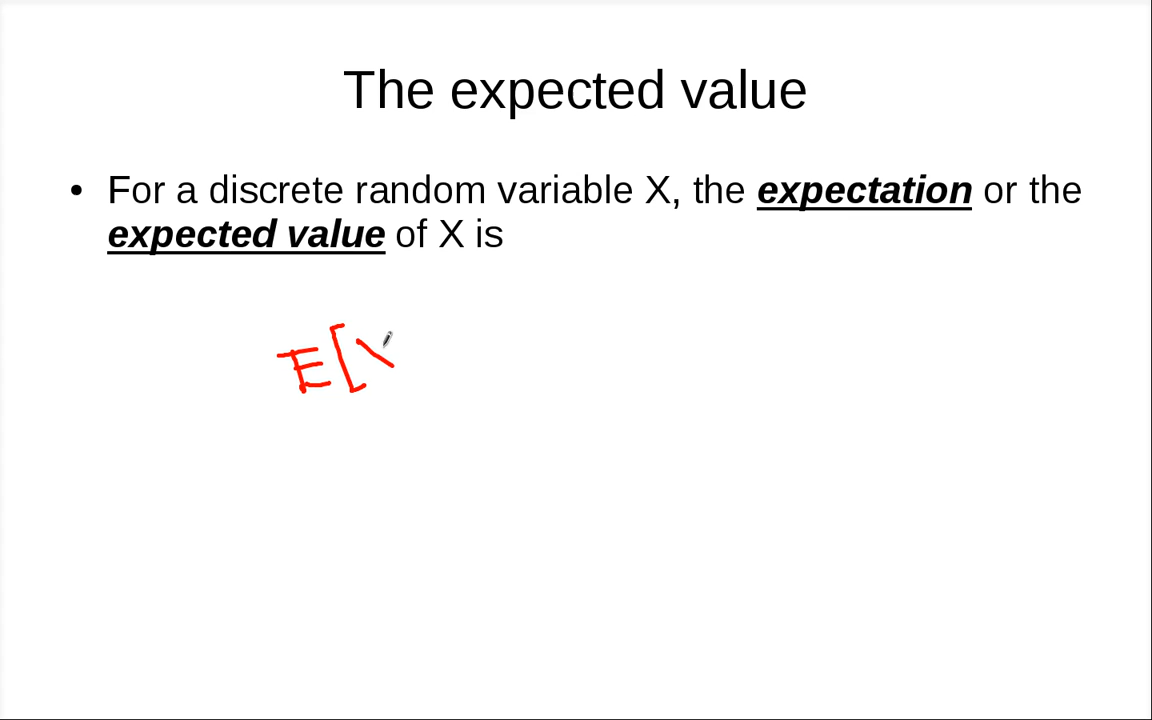 The expected value
• For a discrete random variable X, the expectation or the
expected value of X is
E[